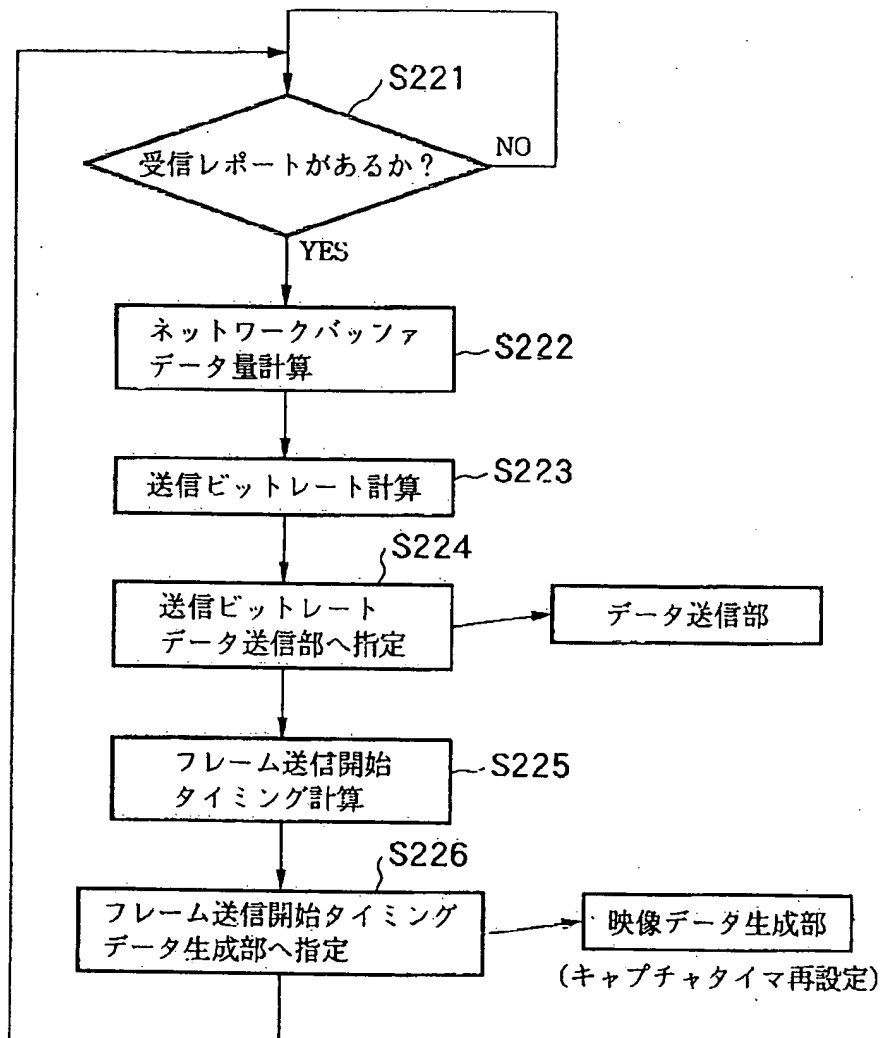 S221
受信レポートがあるか?
NO
YES
ネットワークバッファ
データ量計算
S222
送信ビットレート計算
S223
S224
送信ビットレート
データ送信部へ指定
データ送信部
フレーム送信開始
タイミング計算
S225
S226
フレーム送信開始タイミング
データ生成部へ指定
映像データ生成部
(キャプチャタイマ再設定)